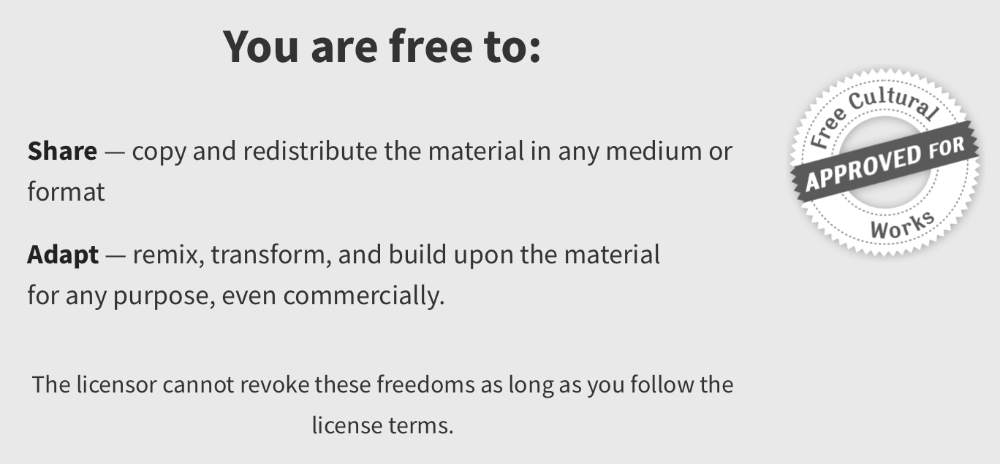 You are free to:
Share — copy and redistribute the material in any medium or
format
Adapt — remix, transform, and build upon the material
for any purpose, even commercially.
The licensor cannot revoke these freedoms as long as you follow the
license terms.
Free Cultural
APPROVED FOR
Works